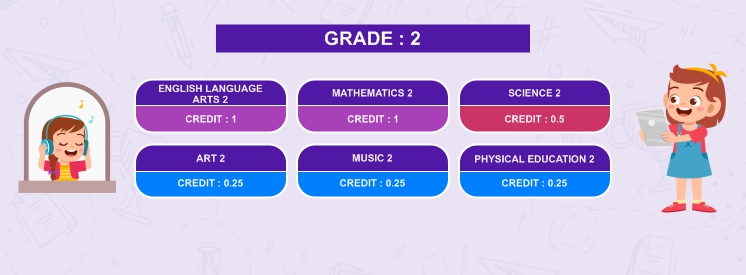 GRADE : 2
ENGLISH LANGUAGE
ARTS 2
CREDIT : 1
MATHEMATICS 2
CREDIT : 1
SCIENCE 2
CREDIT : 0.5
ART 2
CREDIT : 0.25
MUSIC 2
CREDIT : 0.25
PHYSICAL EDUCATION 2
CREDIT : 0.25